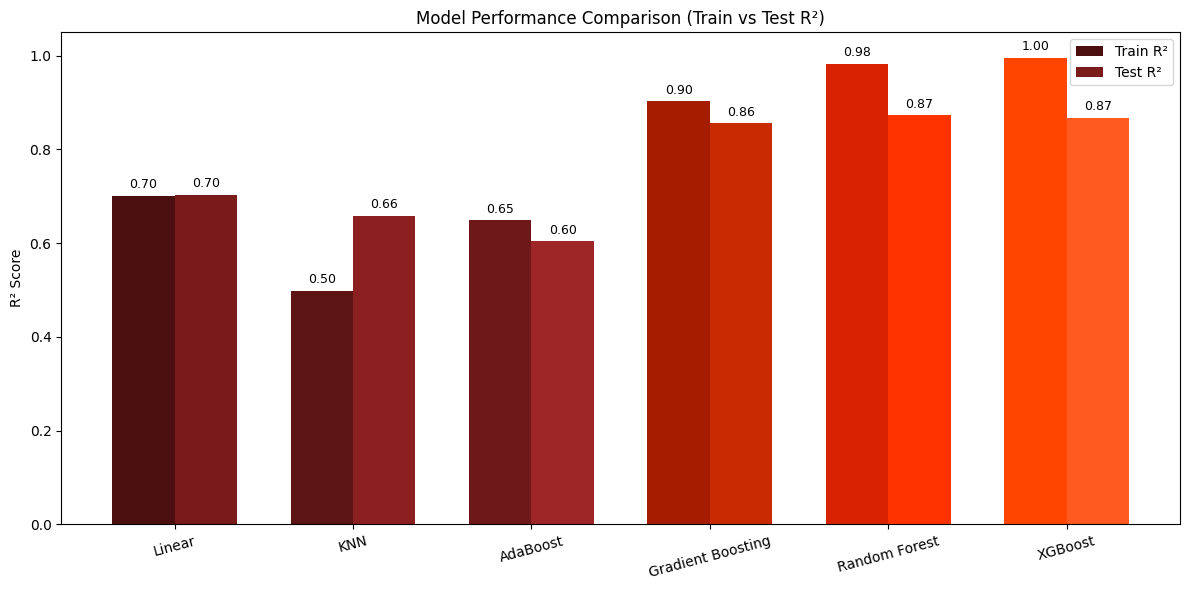 Model Performance Comparison (Train vs Test R²)
Train R²
Test R²
R² Score
1.0
0.8
0.6
0.4
0.2
0.0
0.70
0.70
0.50
0.66
0.65
0.60
0.90
0.86
0.98
0.87
1.00
0.87
Linear
KNN
AdaBoost
Gradient Boosting
Random Forest
XGBoost